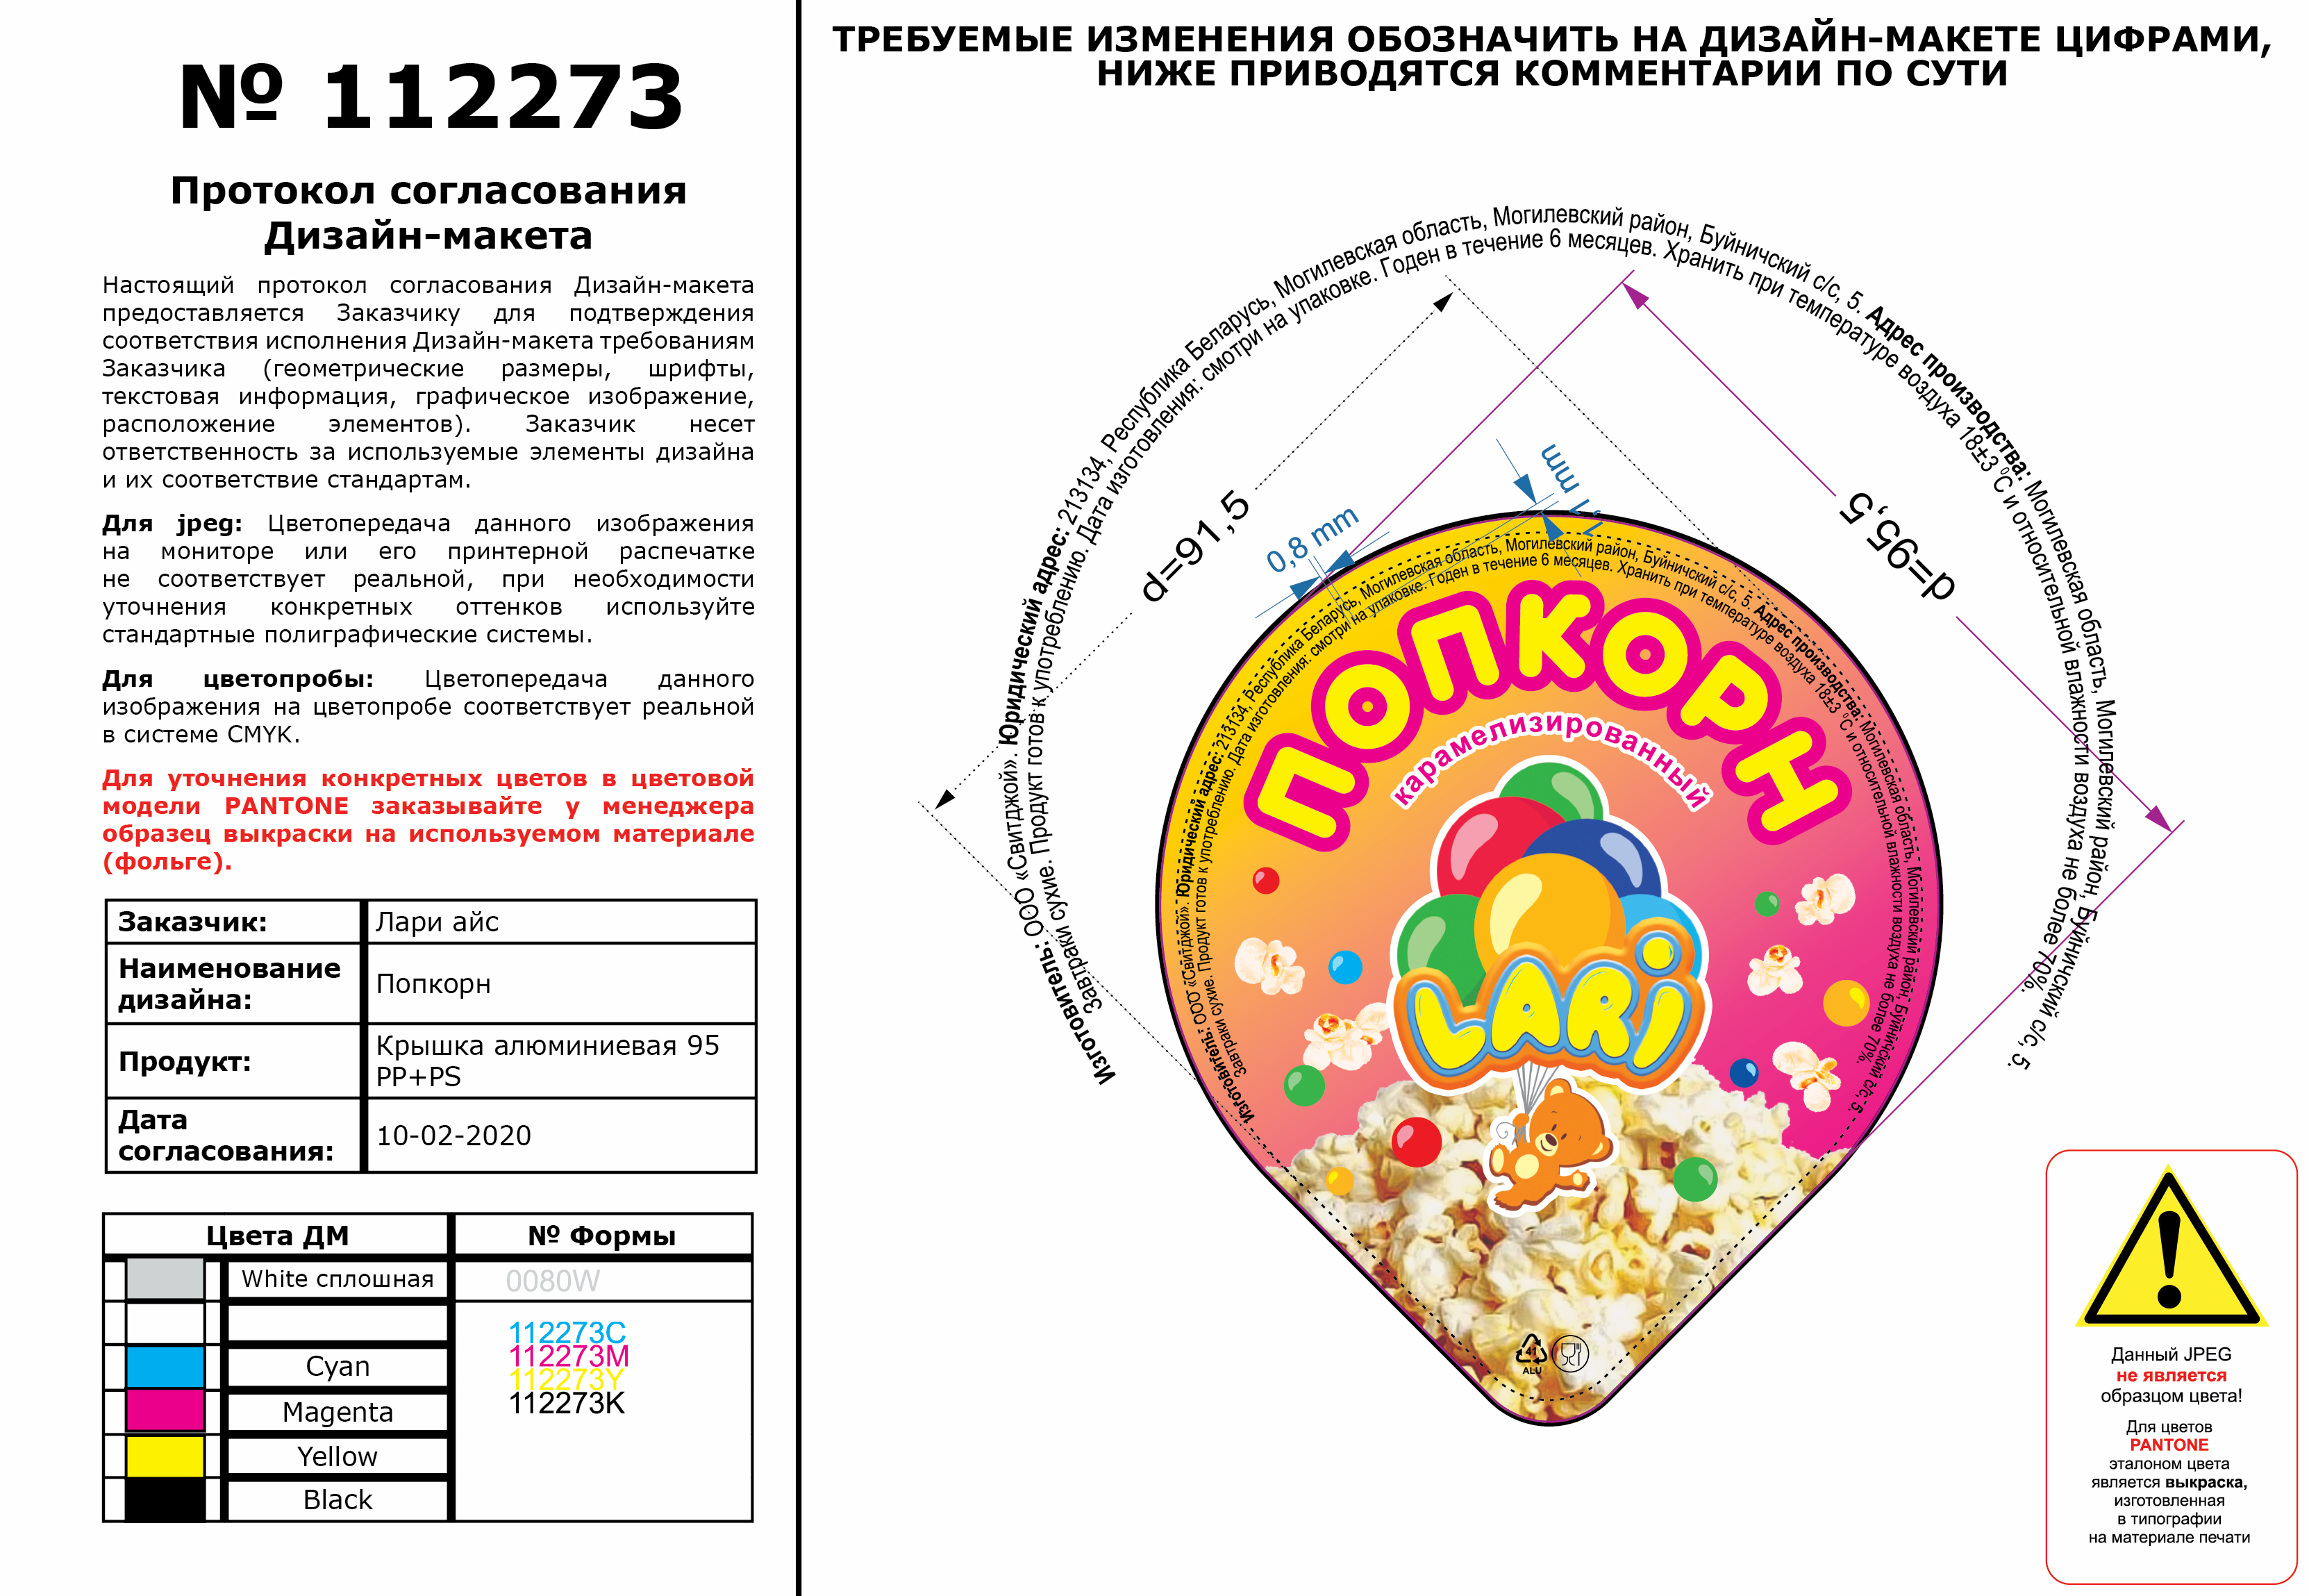 № 112273
Протокол согласования
Дизайн-макета
Настоящий протокол согласования Дизайн-макета
предоставляется Заказчику для подтверждения
соответствия исполнения Дизайн-макета требованиям
Заказчика (геометрические размеры, шрифты,
текстовая информация, графическое изображение,
расположение элементов). Заказчик несет
ответственность за используемые элементы дизайна
и их соответствие стандартам.
Для jpeg: Цветопередача данного изображения
на мониторе или его принтерной распечатке
не соответствует реальной, при необходимости
уточнения конкретных оттенков используйте
стандартные полиграфические системы.
Для цветопробы: Цветопередача данного
изображения на цветопробе соответствует реальной
в системе CMYK.
Для уточнения конкретных цветов в цветовой
модели PANTONE заказывайте у менеджера
образец выкраски на используемом материале
(фольге).
Заказчик: Лари айс
Наименование
дизайна: Попкорн
Продукт: Крышка алюминиевая 95
PP+PS
Дата
согласования: 10-02-2020
Цвета ДМ № Формы
White сплошная 0080W
Cyan
Magenta
Yellow
Black
112273C
112273M
112273Y
112273K
ТРЕБУЕМЫЕ ИЗМЕНЕНИЯ ОБОЗНАЧИТЬ НА ДИЗАЙН-МАКЕТЕ ЦИФРАМИ,
НИЖЕ ПРИВОДЯТСЯ КОММЕНТАРИИ ПО СУТИ
Изготовитель: ООО «Свитджой». Юридический адрес: 213134, Республика Беларусь, Могилевская область, Могилевский район, Буйничский с/с, 5. Адрес производства: Могилевская область, Могилевский район, Буйничский с/с, 5.
Завтраки сухие. Продукт готов к употреблению. Дата изготовления: смотри на упаковке. Годен в течение 6 месяцев. Хранить при температуре воздуха 18±3 ⁰С и относительной влажности воздуха не более 70%.
d=91,5
d=95,5
0,8 mm
1,1 mm
Изготовитель: ООО «Свитджой». Юридический адрес: 213134, Республика Беларусь, Могилевская область, Могилевский район, Буйничский с/с, 5. Адрес производства: Могилевская область, Могилевский район, Буйничский с/с, 5.
Завтраки сухие. Продукт готов к употреблению. Дата изготовления: смотри на упаковке. Годен в течение 6 месяцев. Хранить при температуре воздуха 18±3 ⁰С и относительной влажности воздуха не более 70%.
ПОПКОРН
карамелизированный
LARi
41
ALU
Данный JPEG
не является
образцом цвета!
Для цветов
PANTONE
эталоном цвета
является выкраска,
изготовленная
в типографии
на материале печати